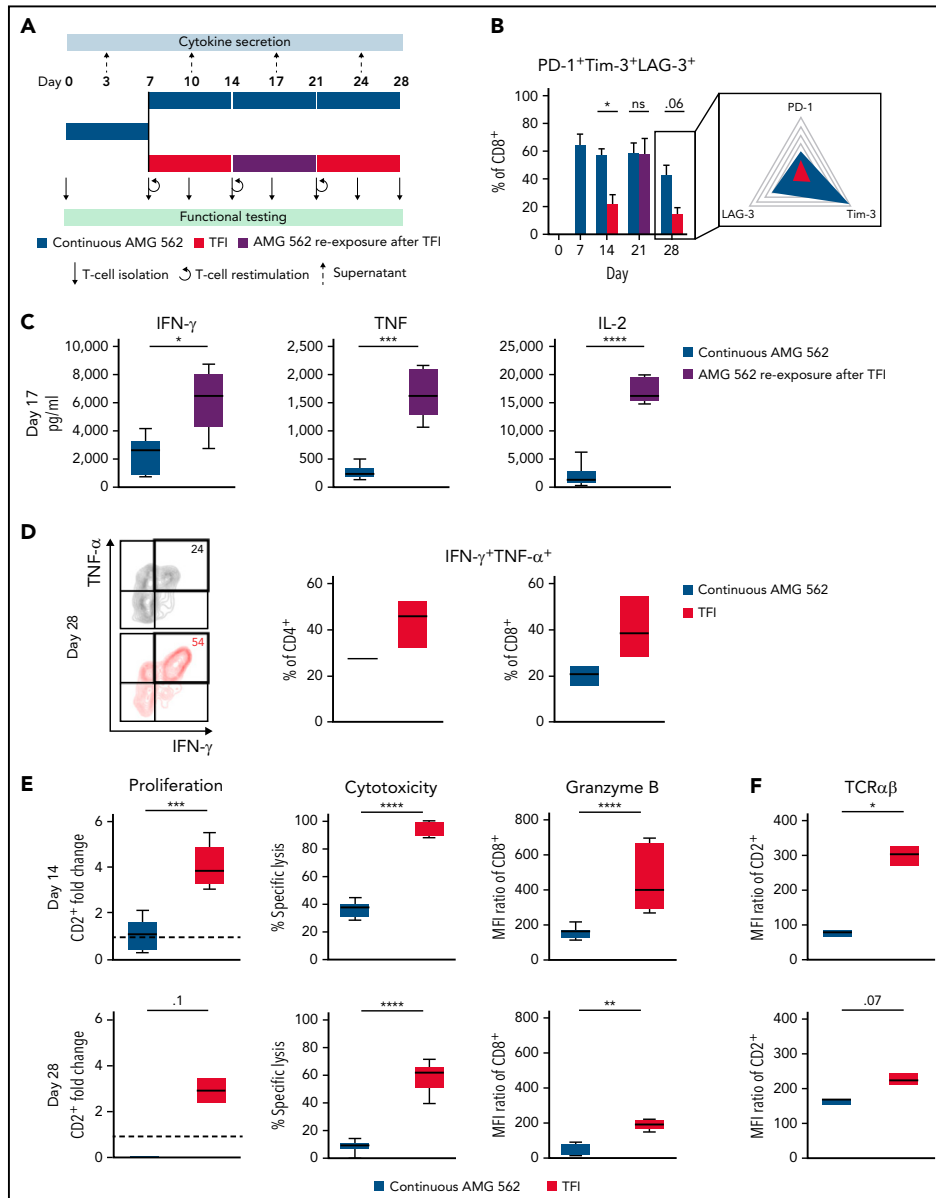 A
Cytokine secretion
Day 0 3 7 10 14 17 21 24 28
Functional testing
Continuous AMG 562 TFI AMG 562 re-exposure after TFI
T-cell isolation T-cell restimulation Supernatant
B
PD-1+Tim-3+LAG-3+
* ns .06
% of CD8+
100
80
60
40
20
0
0 7 14 21 28
Day
PD-1
LAG-3 Tim-3
C
Day 17
pg/ml
IFN-γ
*
10,000
8,000
6,000
4,000
2,000
0
TNF
***
2,500
2,000
1,500
1,000
500
0
IL-2
****
25,000
20,000
15,000
10,000
5,000
0
Continuous AMG 562
AMG 562 re-exposure after TFI
D
Day 28
TNF-α
24
54
IFN-γ
IFN-γ+TNF-α+
% of CD4+
60
40
20
0
% of CD8+
60
40
20
0
Continuous AMG 562
TFI
E
Day 14
Proliferation
***
CD2+ fold change
6
4
2
0
Cytotoxicity
****
% Specific lysis
100
80
60
40
20
0
Granzyme B
****
MFI ratio of CD8+
800
600
400
200
0
F
TCRαβ
*
MFI ratio of CD2+
400
300
200
100
0
Day 28
.1
CD2+ fold change
6
4
2
0
****
% Specific lysis
100
80
60
40
20
0
**
MFI ratio of CD8+
800
600
400
200
0
.07
MFI ratio of CD2+
400
300
200
100
0
Continuous AMG 562 TFI